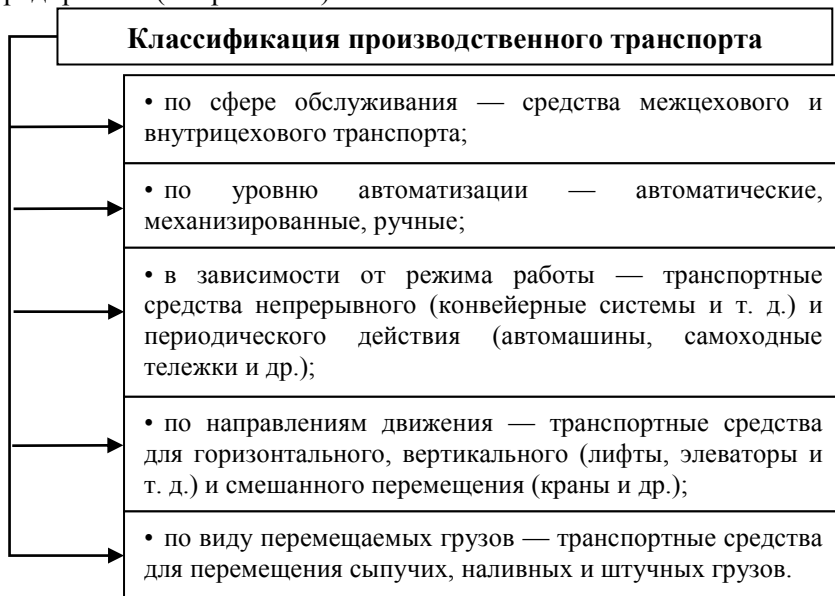 Классификация производственного транспорта
• по сфере обслуживания — средства межцехового и
внутрицехового транспорта;
• по уровню автоматизации — автоматические,
механизированные, ручные;
• в зависимости от режима работы — транспортные
средства непрерывного (конвейерные системы и т. д.) и
периодического действия (автомашины, самоходные
тележки и др.);
• по направлениям движения — транспортные средства
для горизонтального, вертикального (лифты, элеваторы и
т. д.) и смешанного перемещения (краны и др.);
• по виду перемещаемых грузов — транспортные средства
для перемещения сыпучих, наливных и штучных грузов.